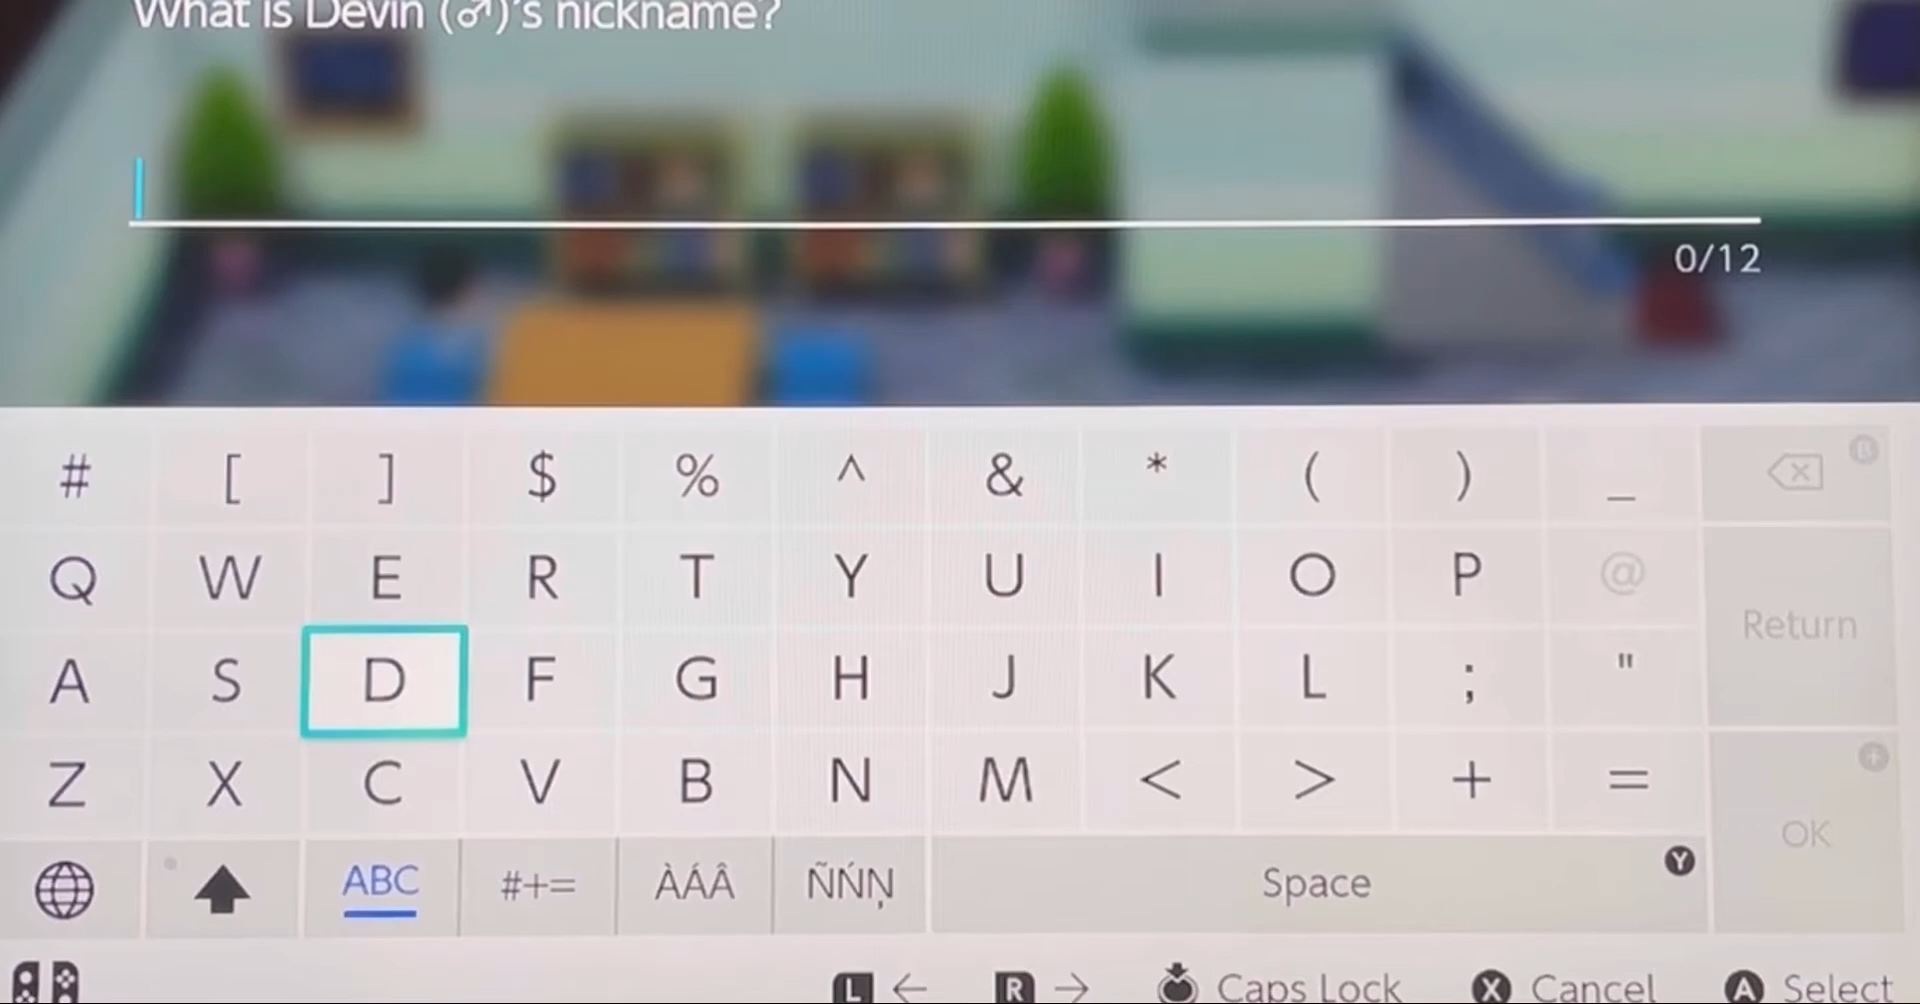 What is Devin (♂)'s nickname?
0/12
# [ ] $ % ^ & * ( ) _ B
Q W E R T Y U I O P @
Return
A S D F G H J K L ; "
Z X C V B N M < > + =
OK
ABC #+= ÀÁÂ ÑŃŅ Space Y
L ← R → Caps Lock X Cancel A Select